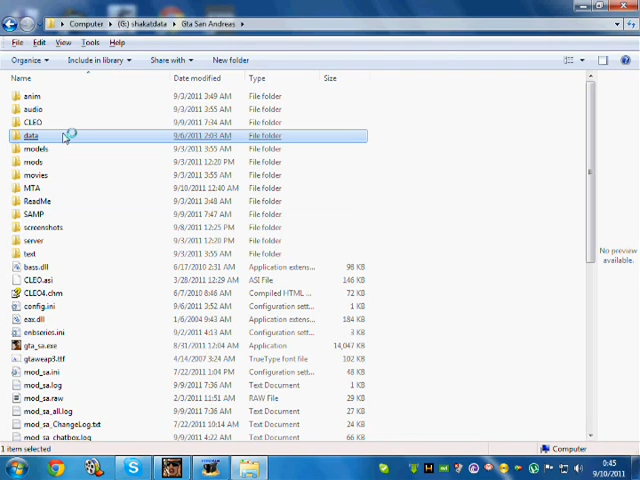 Computer ▸ (G:) shakatdata ▸ Gta San Andreas ▸
File Edit View Tools Help
Organize Include in library Share with New folder
Name Date modified Type Size
anim 9/3/2011 3:49 AM File folder
audio 9/3/2011 3:55 AM File folder
CLEO 9/9/2011 7:34 AM File folder
data 9/6/2011 2:03 AM File folder
models 9/3/2011 3:55 AM File folder
mods 9/3/2011 12:20 PM File folder
movies 9/3/2011 3:55 AM File folder
MTA 9/10/2011 12:40 AM File folder
ReadMe 9/3/2011 3:48 AM File folder
SAMP 9/9/2011 7:47 AM File folder
screenshots 9/8/2011 12:25 PM File folder
server 9/3/2011 12:20 PM File folder
text 9/3/2011 3:55 AM File folder
bass.dll 6/17/2010 2:31 AM Application extens... 98 KB
CLEO.asi 3/28/2011 12:29 AM ASI File 146 KB
CLEO4.chm 6/7/2010 8:46 AM Compiled HTML ... 72 KB
config.ini 9/6/2011 3:52 AM Configuration sett... 1 KB
eax.dll 1/6/2004 9:43 AM Application extens... 184 KB
enbseries.ini 9/2/2011 4:13 AM Configuration sett... 3 KB
gta_sa.exe 8/31/2011 12:04 AM Application 14,047 KB
gtaweap3.ttf 4/14/2007 3:24 AM TrueType font file 102 KB
mod_sa.ini 7/22/2011 1:04 PM Configuration sett... 48 KB
mod_sa.log 9/9/2011 7:36 AM Text Document 2 KB
mod_sa.raw 2/3/2011 11:51 AM RAW File 29 KB
mod_sa_all.log 9/9/2011 7:36 AM Text Document 27 KB
mod_sa_ChangeLog.txt 7/22/2011 10:14 AM Text Document 24 KB
mod_sa_chatbox.log 9/9/2011 4:22 AM Text Document 66 KB
No preview
available.
1 item selected Computer
0:45
9/10/2011